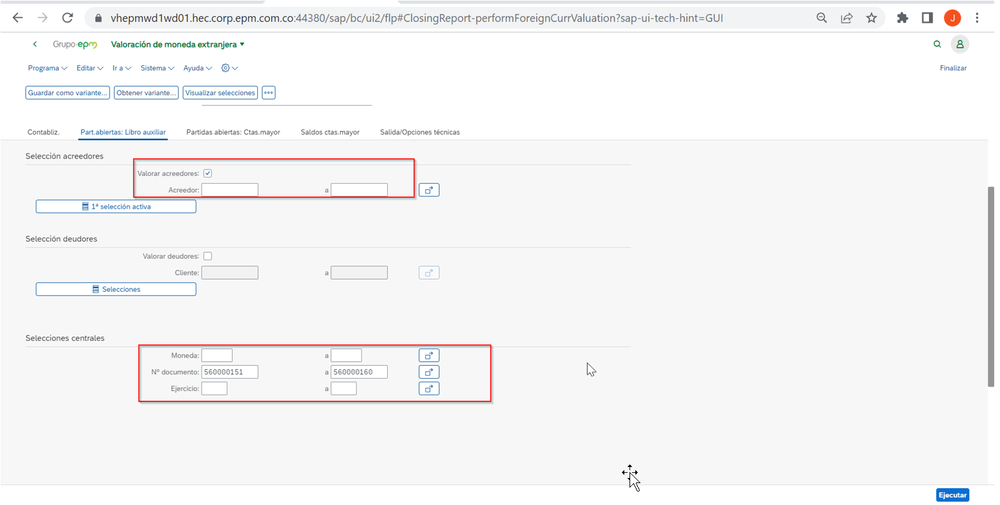 vhepmwd1wd01.hec.corp.epm.com.co:44380/sap/bc/ui2/flp#ClosingReport-performForeignCurrValuation?sap-ui-tech-hint=GUI
J
Grupo·epm Valoración de moneda extranjera
Programa Editar Ir a Sistema Ayuda Finalizar
Guardar como variante... Obtener variante... Visualizar selecciones
Contabliz. Part.abiertas: Libro auxiliar Partidas abiertas: Ctas.mayor Saldos ctas.mayor Salida/Opciones técnicas
Selección acreedores
Valorar acreedores:
Acreedor: a
1ª selección activa
Selección deudores
Valorar deudores:
Cliente: a
Selecciones
Selecciones centrales
Moneda: a
Nº documento: 560000151 a 560000160
Ejercicio: a
Ejecutar